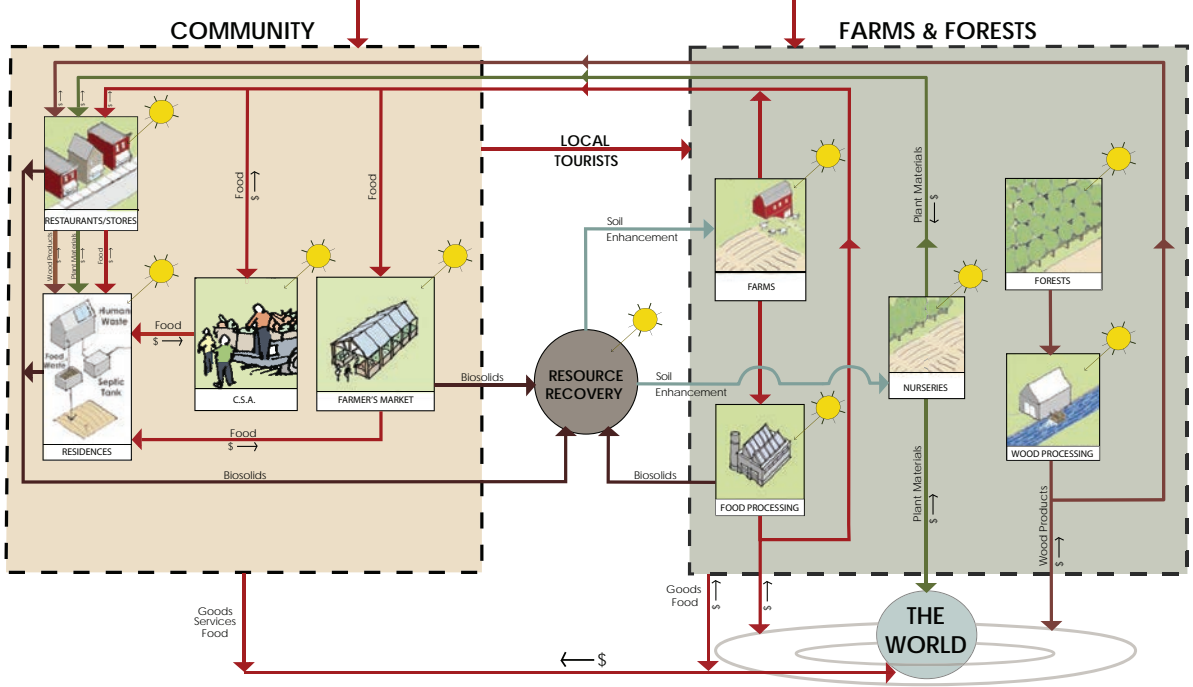 COMMUNITY
FARMS & FORESTS
$
$
$
LOCAL
TOURISTS
RESTAURANTS/STORES
Food
$
Food
Plant Materials
$
Soil
Enhancement
Wood Products
$
Plant Materials
$
Food
$
FARMS
FORESTS
Human
Waste
Food
Waste
Septic
Tank
RESIDENCES
Food
$
C.S.A.
FARMER'S MARKET
Biosolids
RESOURCE
RECOVERY
Soil
Enhancement
NURSERIES
Food
$
WOOD PROCESSING
Biosolids
Biosolids
FOOD PROCESSING
Plant Materials
$
Wood Products
$
Goods
Services
Food
Goods
Food
$
$
THE
WORLD
$